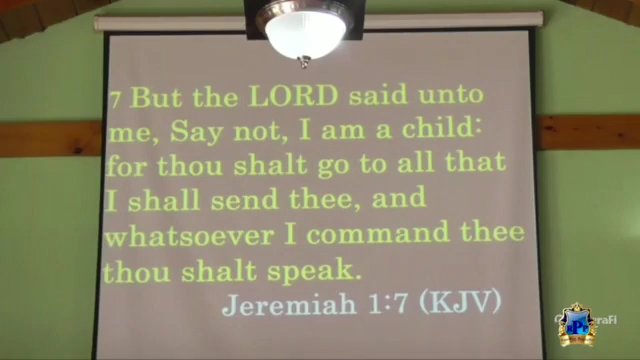 7 But the LORD said unto
me, Say not, I am a child:
for thou shalt go to all that
I shall send thee, and
whatsoever I command thee
thou shalt speak.
Jeremiah 1:7 (KJV)